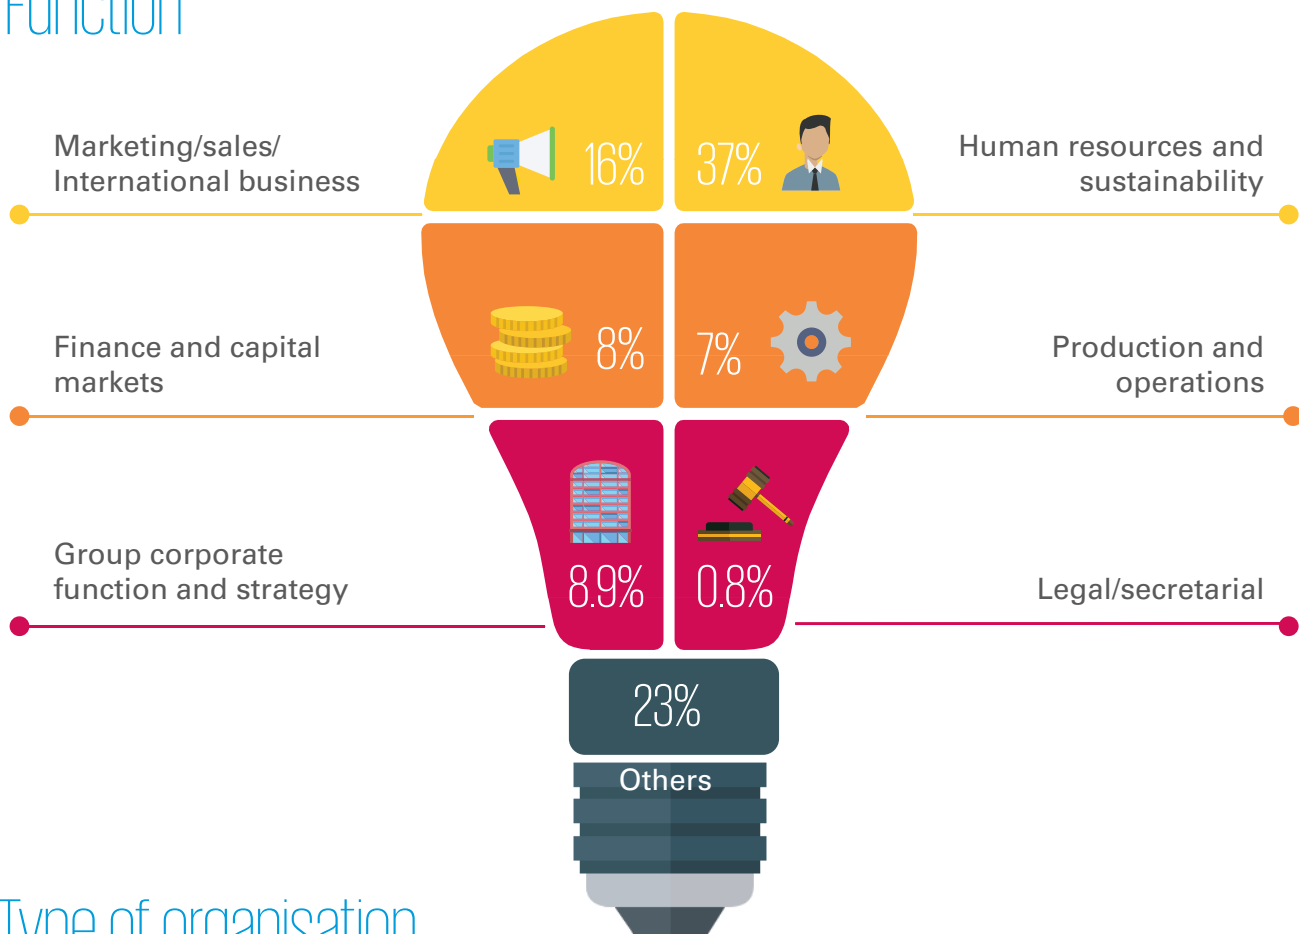 Function
Marketing/sales/
International business
16%
37%
Human resources and
sustainability
Finance and capital
markets
8%
7%
Production and
operations
Group corporate
function and strategy
8.9%
0.8%
Legal/secretarial
23%
Others
Type of organisation